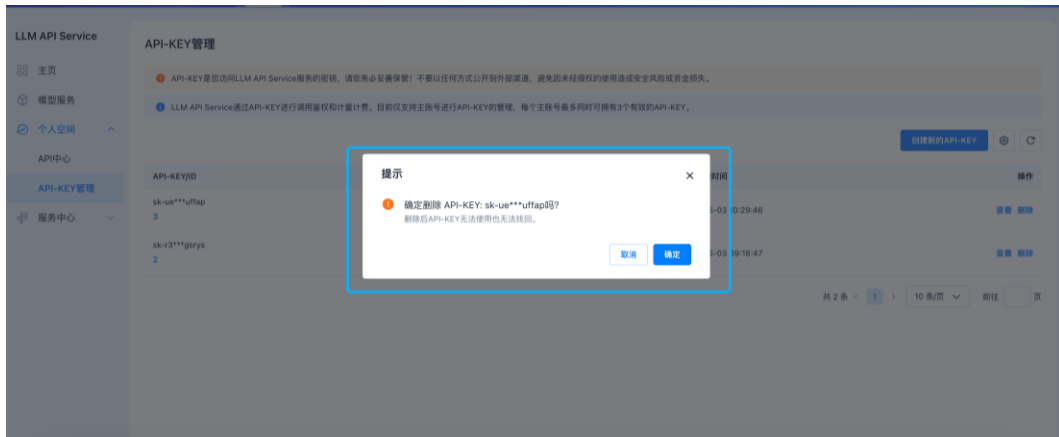 LLM API Service
API-KEY管理
主页
API-KEY是您访问LLM API Service服务的密钥，请您务必妥善保管！不要以任何方式公开到外部渠道，避免因未经授权的使用造成安全风险或资金损失。
模型服务
LLM API Service通过API-KEY进行调用鉴权和计量计费。目前仅支持主账号进行API-KEY的管理，每个主账号最多同时可拥有3个有效的API-KEY。
个人空间
创建新的API-KEY
API中心
API-KEY/ID
时间
操作
API-KEY管理
sk-ue***uffap
3
查看 删除
服务中心
sk-r3***gsrys
2
09:18:47
查看 删除
提示
确定删除 API-KEY: sk-ue***uffap吗?
删除后API-KEY无法使用也无法找回。
取消 确定
共 2 条 1 10 条/页 前往 页